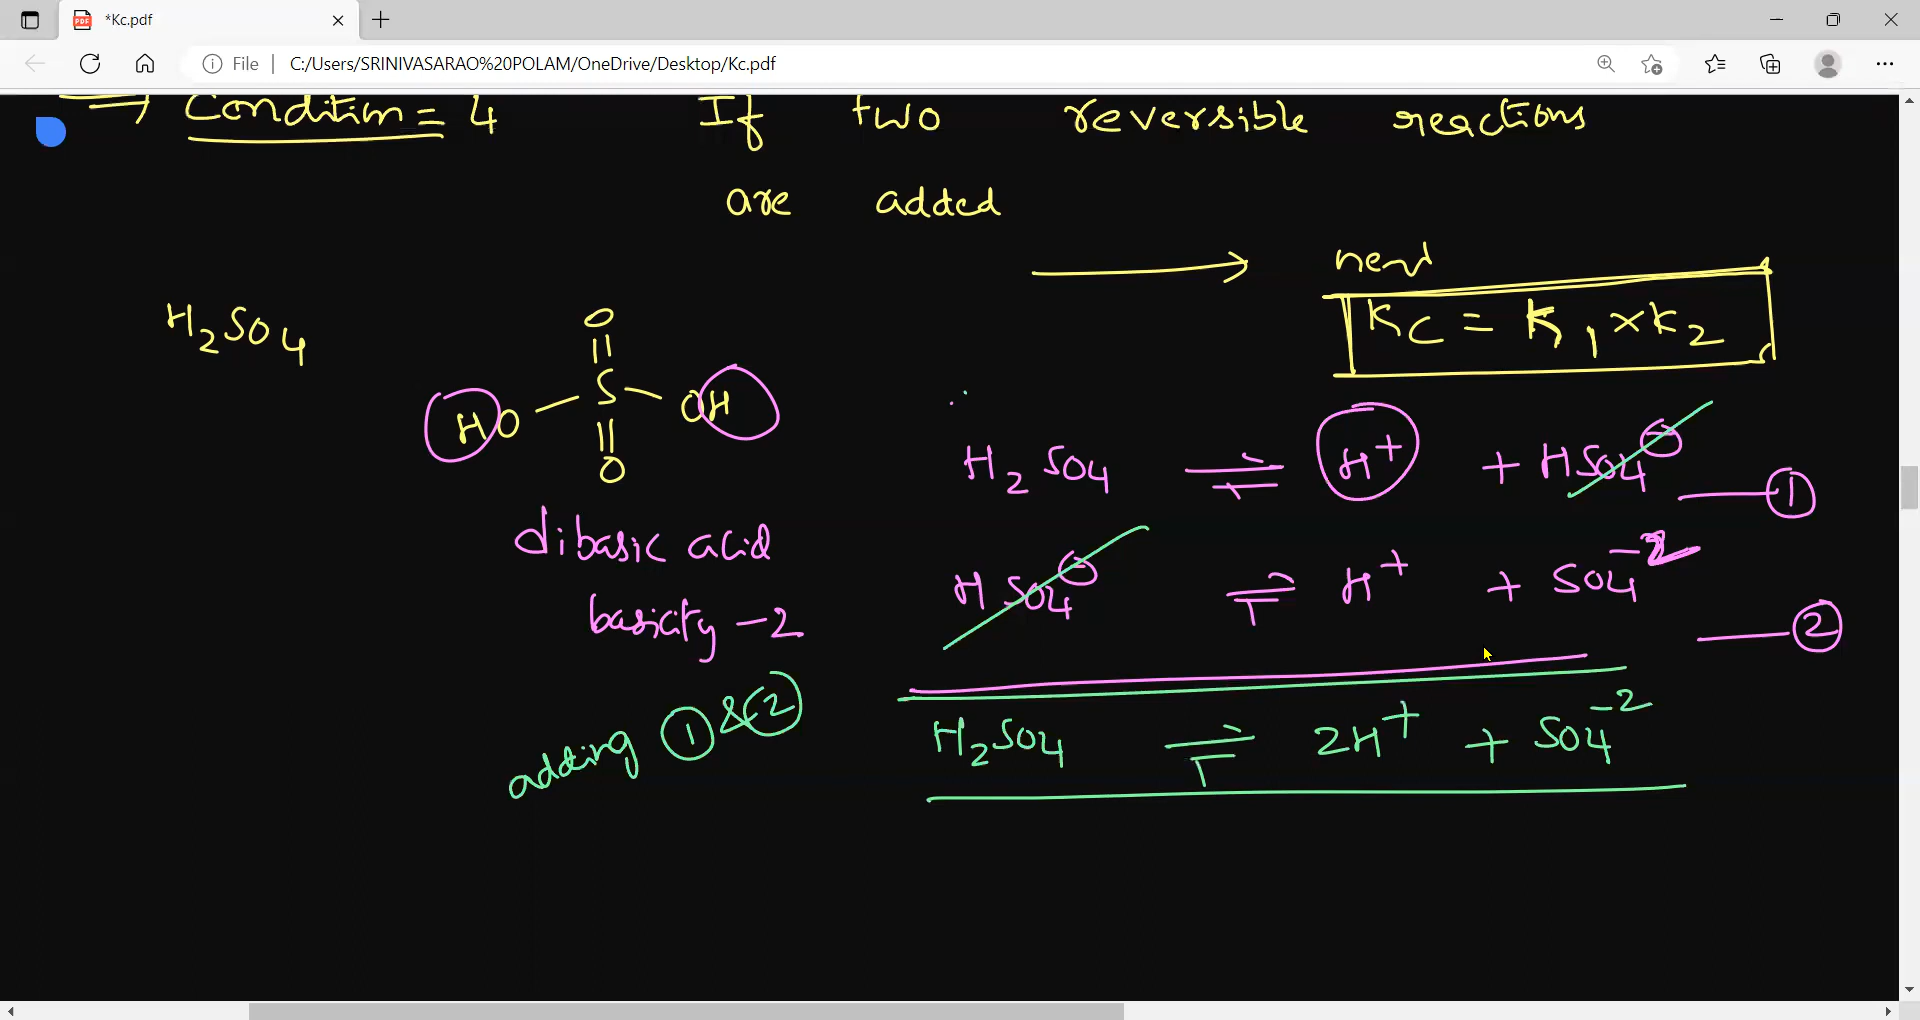 *Kc.pdf
File | C:/Users/SRINIVASARAO%20POLAM/OneDrive/Desktop/Kc.pdf
⇒ Condition = 4 If two reversible reactions
are added
→ new
Kc = K₁ × K₂
H₂SO₄
O
||
HO — S — OH
||
O
dibasic acid
basicity – 2
H₂SO₄ ⇌ H⁺ + HSO₄⁻ — ①
HSO₄⁻ ⇌ H⁺ + SO₄⁻² — ②
adding ① & ②
H₂SO₄ ⇌ 2H⁺ + SO₄⁻²